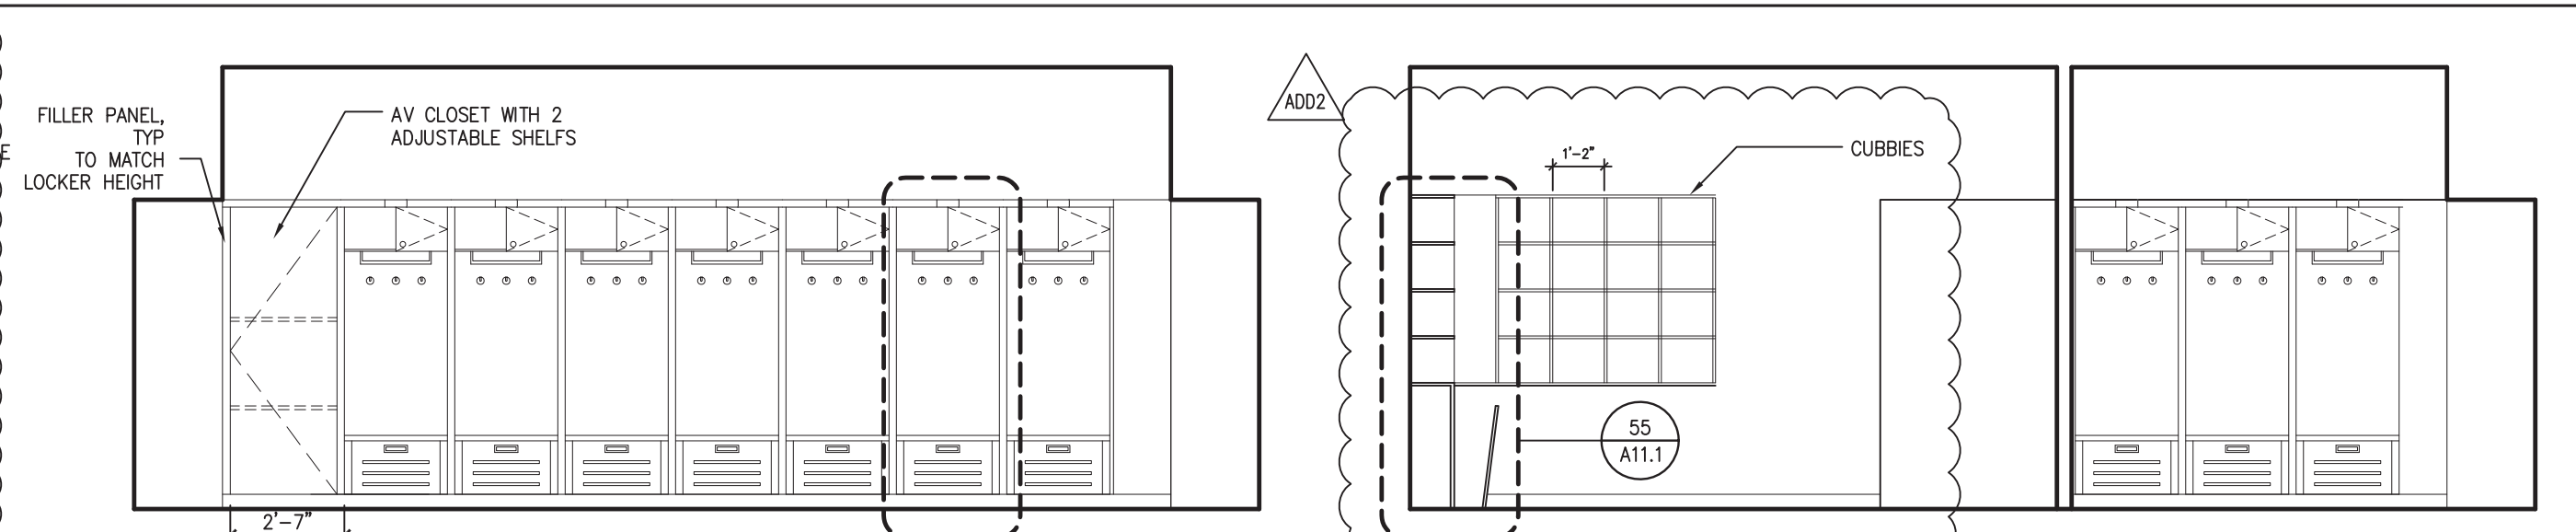 FILLER PANEL,
TYP
TO MATCH
LOCKER HEIGHT
E
AV CLOSET WITH 2
ADJUSTABLE SHELFS
2'-7"
ADD2
1'-2"
CUBBIES
55
A11.1